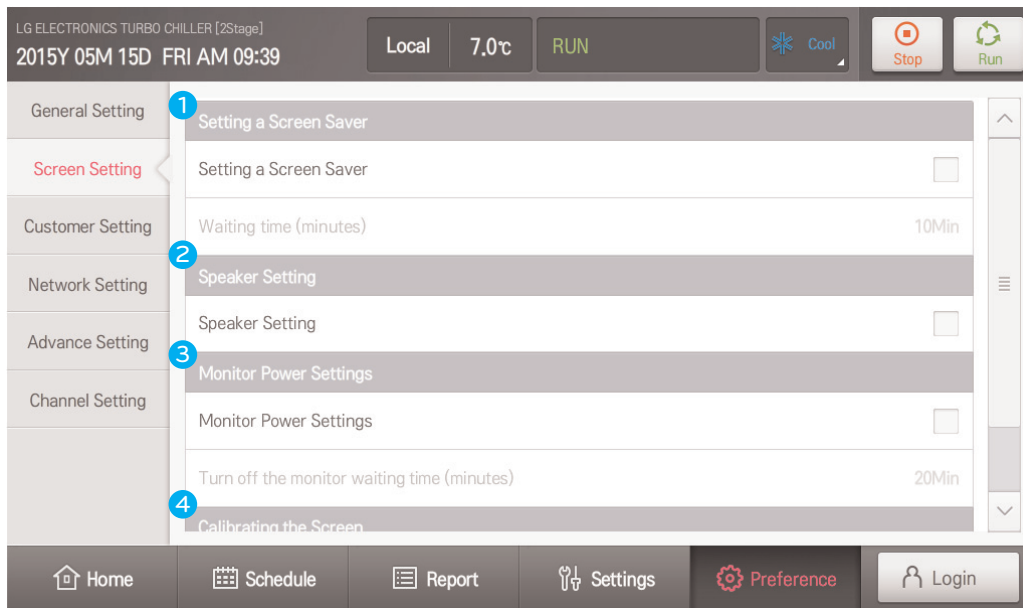 LG ELECTRONICS TURBO CHILLER [2Stage]
2015Y 05M 15D FRI AM 09:39
Local
7.0℃
RUN
Cool
Stop
Run
General Setting
Screen Setting
Customer Setting
Network Setting
Advance Setting
Channel Setting
1
Setting a Screen Saver
Setting a Screen Saver
Waiting time (minutes) 10Min
2
Speaker Setting
Speaker Setting
3
Monitor Power Settings
Monitor Power Settings
Turn off the monitor waiting time (minutes) 20Min
4
Calibrating the Screen
Home
Schedule
Report
Settings
Preference
Login